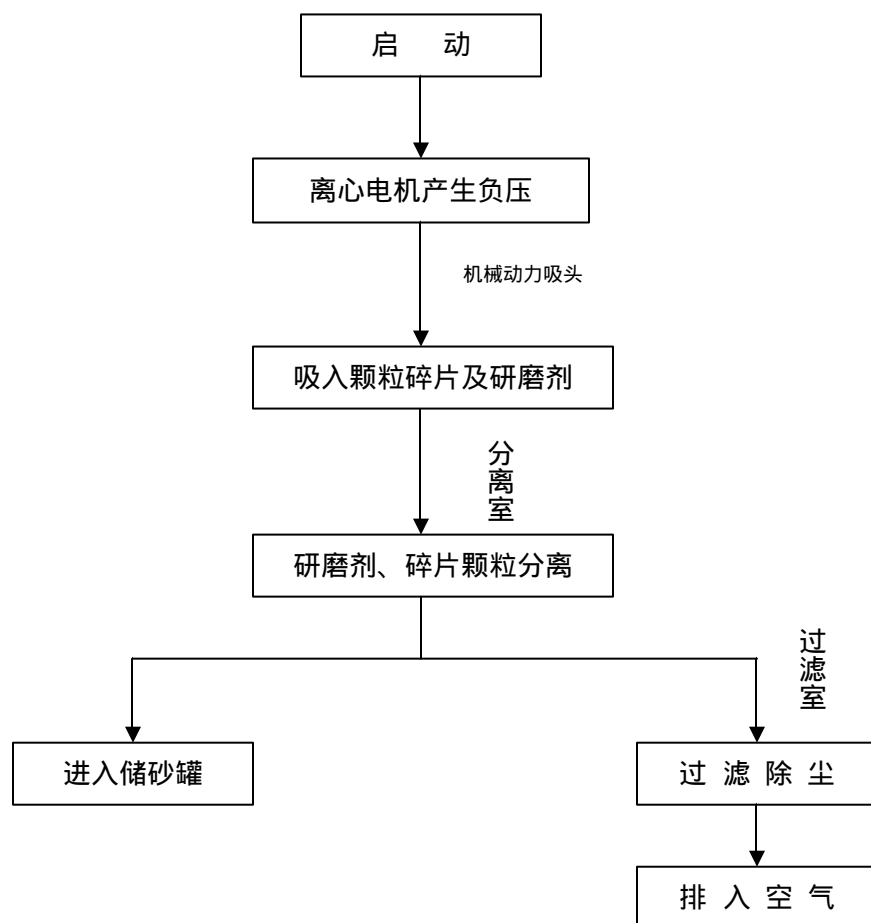 启 动
离心电机产生负压
机械动力吸头
吸入颗粒碎片及研磨剂
分离室
研磨剂、碎片颗粒分离
过滤室
进入储砂罐
过 滤 除 尘
排 入 空 气